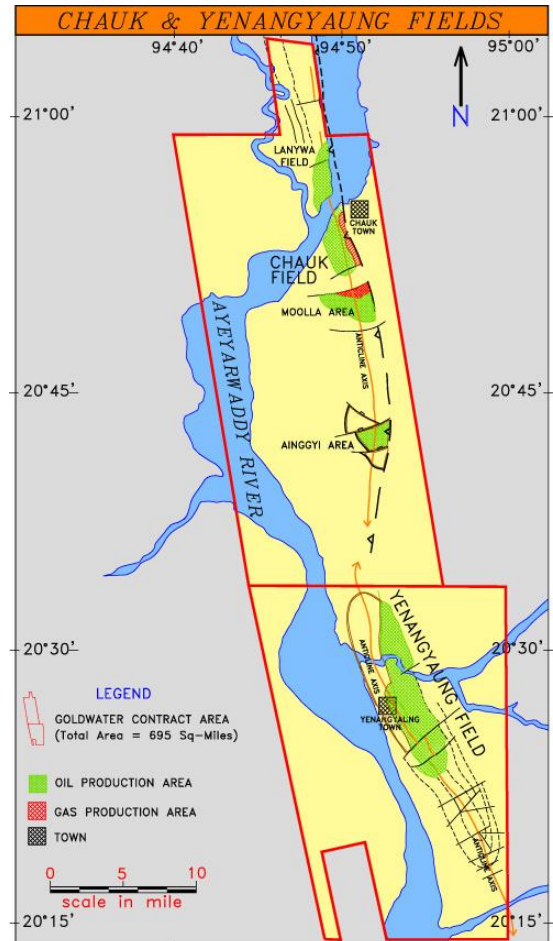 CHAUK & YENANGYAUNG FIELDS
94°40' 94°50' 95°00'
N
21°00' 21°00'
LANYWA
FIELD
CHAUK
TOWN
CHAUK
FIELD
MOOLLA AREA
ANTICLINE AXIS
AYEYARWADDY RIVER
20°45' 20°45'
AINGGYI AREA
YENANGYAUNG FIELD
20°30' 20°30'
ANTICLINE AXIS
YENANGYAUNG
TOWN
ANTICLINE AXIS
LEGEND
GOLDWATER CONTRACT AREA
(Total Area = 695 Sq-Miles)
OIL PRODUCTION AREA
GAS PRODUCTION AREA
TOWN
0 5 10
scale in mile
20°15' 20°15'